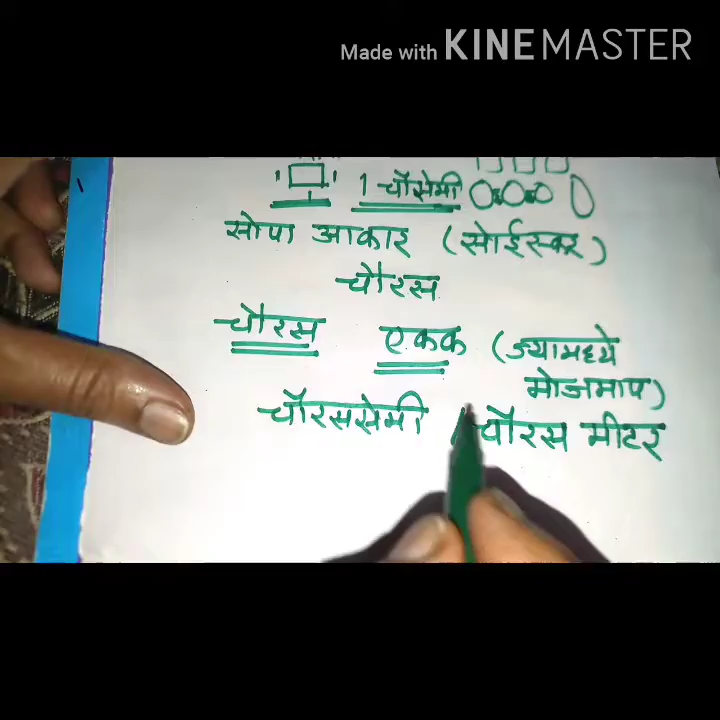 Made with KINEMASTER
1 चौसेमी
सोपा आकार (सोईस्कर)
चौरस
चौरस एकक (ज्यामध्ये
मोजमाप)
चौरससेमी / चौरस मीटर